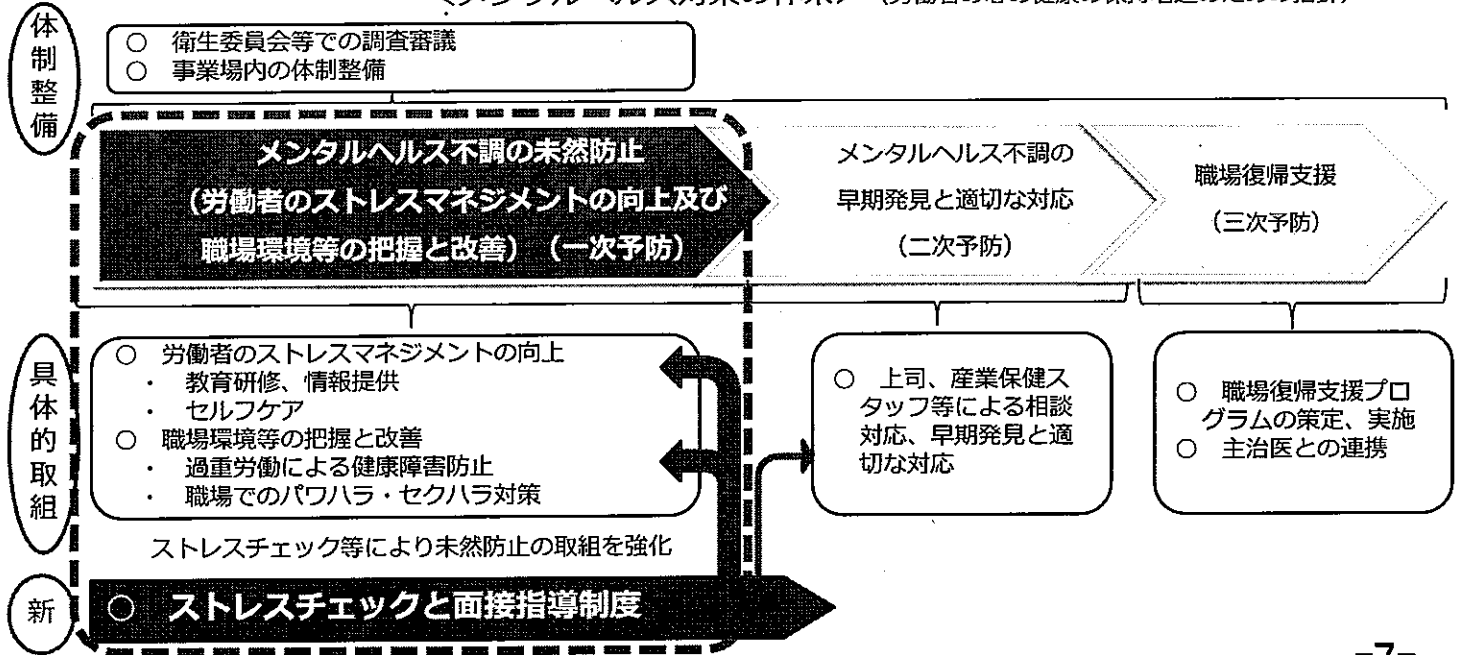 体制整備
○ 衛生委員会等での調査審議
○ 事業場内の体制整備
メンタルヘルス不調の未然防止
（労働者のストレスマネジメントの向上及び
職場環境等の把握と改善）（一次予防）
メンタルヘルス不調の
早期発見と適切な対応
（二次予防）
職場復帰支援
（三次予防）
具体的取組
○ 労働者のストレスマネジメントの向上
・ 教育研修、情報提供
・ セルフケア
○ 職場環境等の把握と改善
・ 過重労働による健康障害防止
・ 職場でのパワハラ・セクハラ対策
○ 上司、産業保健ス
タッフ等による相談
対応、早期発見と適
切な対応
○ 職場復帰支援プロ
グラムの策定、実施
○ 主治医との連携
ストレスチェック等により未然防止の取組を強化
新
○ ストレスチェックと面接指導制度
-7-